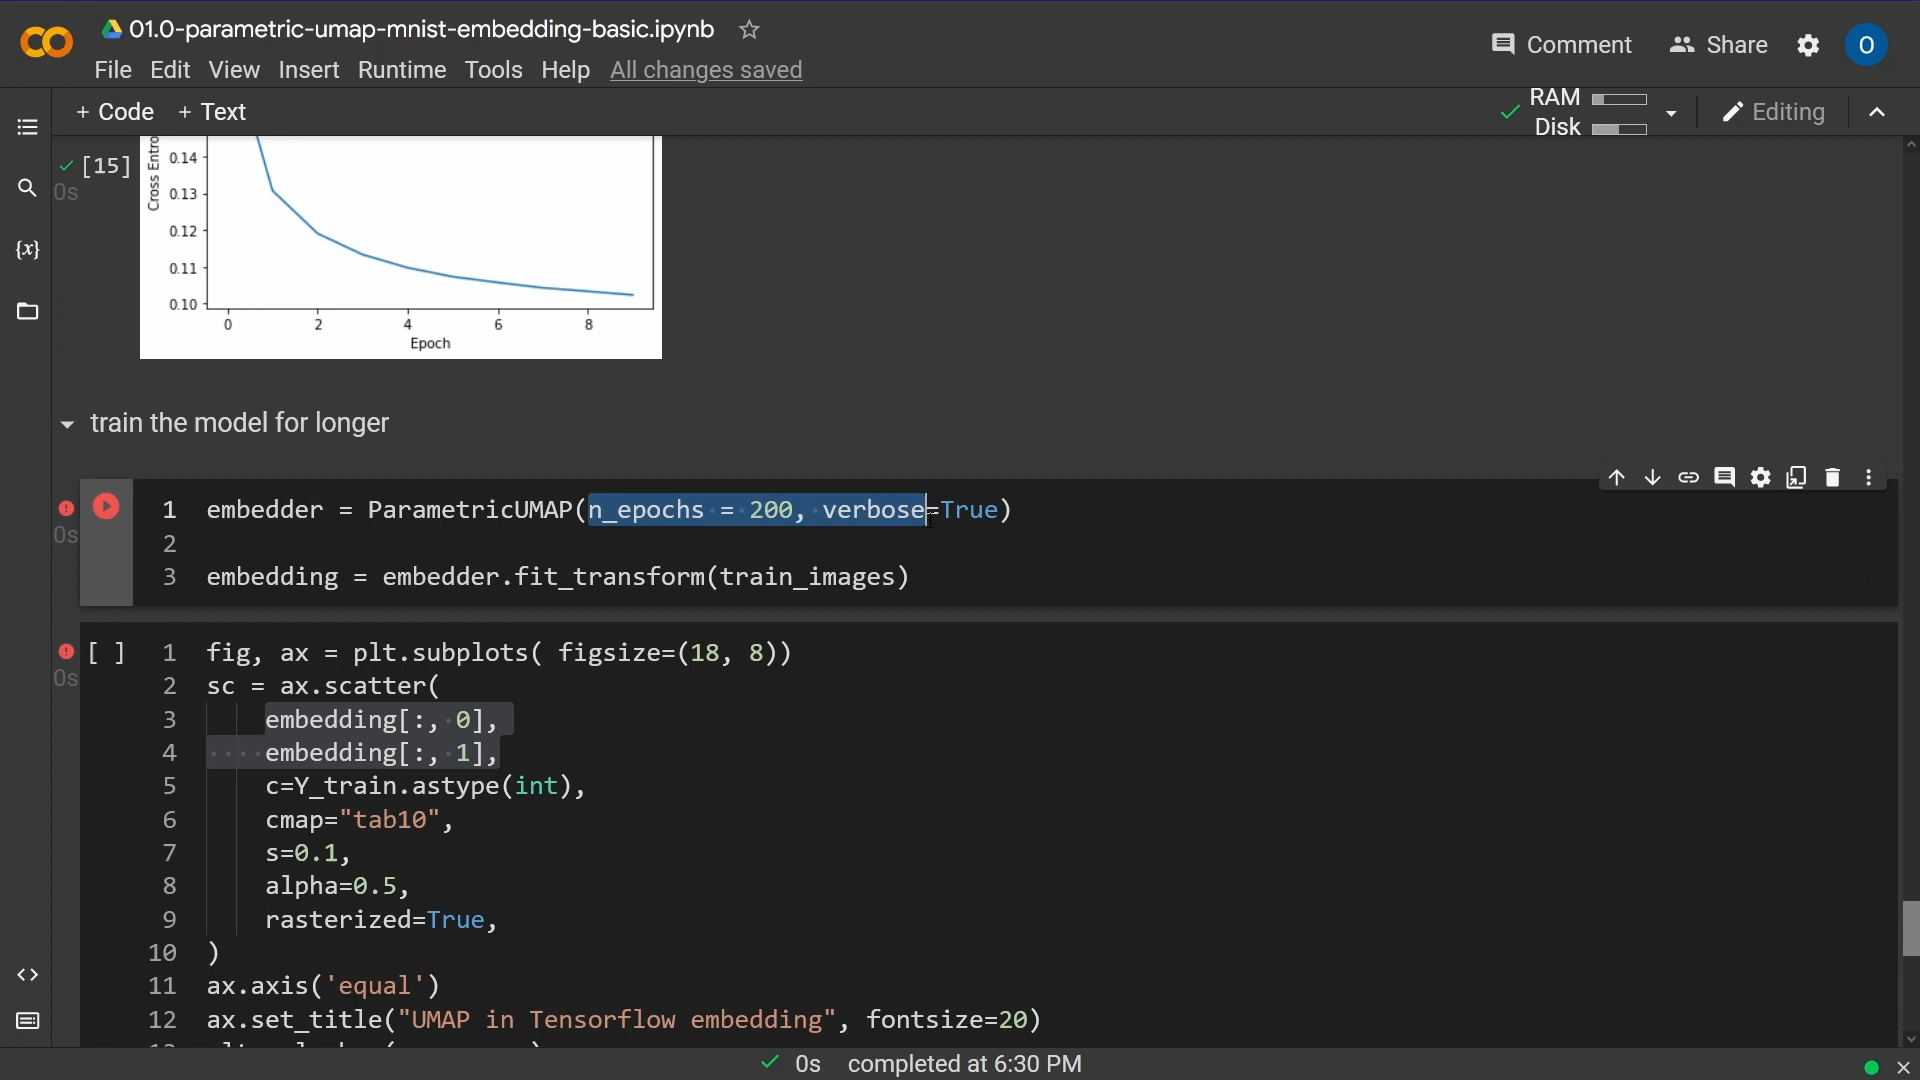 01.0-parametric-umap-mnist-embedding-basic.ipynb
Comment
Share
O
File Edit View Insert Runtime Tools Help All changes saved
+ Code + Text
RAM
Disk
Editing
[15]
0s
Cross Entro
0.14
0.13
0.12
0.11
0.10
0 2 4 6 8
Epoch
train the model for longer
0s
1 embedder = ParametricUMAP(n_epochs = 200, verbose=True)
2
3 embedding = embedder.fit_transform(train_images)
[ ]
0s
1 fig, ax = plt.subplots( figsize=(18, 8))
2 sc = ax.scatter(
3 embedding[:, 0],
4 embedding[:, 1],
5 c=Y_train.astype(int),
6 cmap="tab10",
7 s=0.1,
8 alpha=0.5,
9 rasterized=True,
10 )
11 ax.axis('equal')
12 ax.set_title("UMAP in Tensorflow embedding", fontsize=20)
0s completed at 6:30 PM